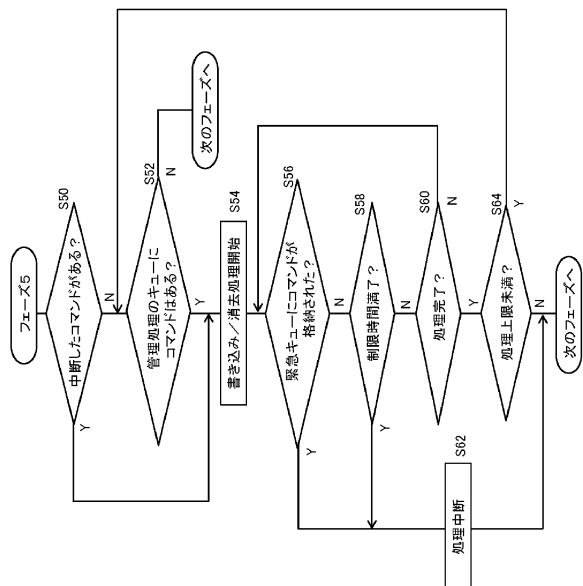 フェーズ5
中断したコマンドがある?
S50
Y
N
管理処理のキューに
コマンドはある?
S52
N
Y
次のフェーズへ
書き込み/消去処理開始
S54
緊急キューにコマンドが
格納された?
S56
Y
N
制限時間満了?
S58
Y
N
処理完了?
S60
N
Y
処理中断
S62
処理上限未満?
S64
Y
N
次のフェーズへ